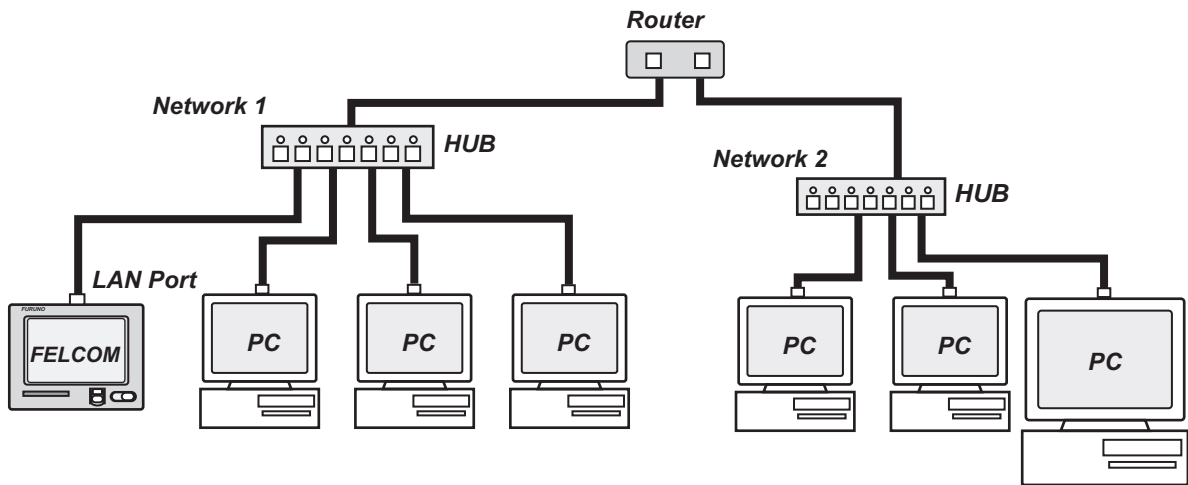 Router
Network 1
HUB
Network 2
HUB
LAN Port
FURUNO
FELCOM
PC
PC
PC
PC
PC
PC